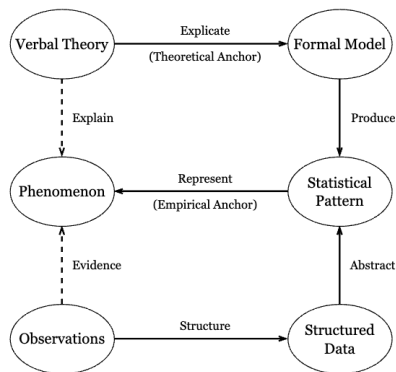 Verbal Theory
Explicate
(Theoretical Anchor)
Formal Model
Explain
Produce
Phenomenon
Represent
(Empirical Anchor)
Statistical
Pattern
Evidence
Abstract
Observations
Structure
Structured
Data